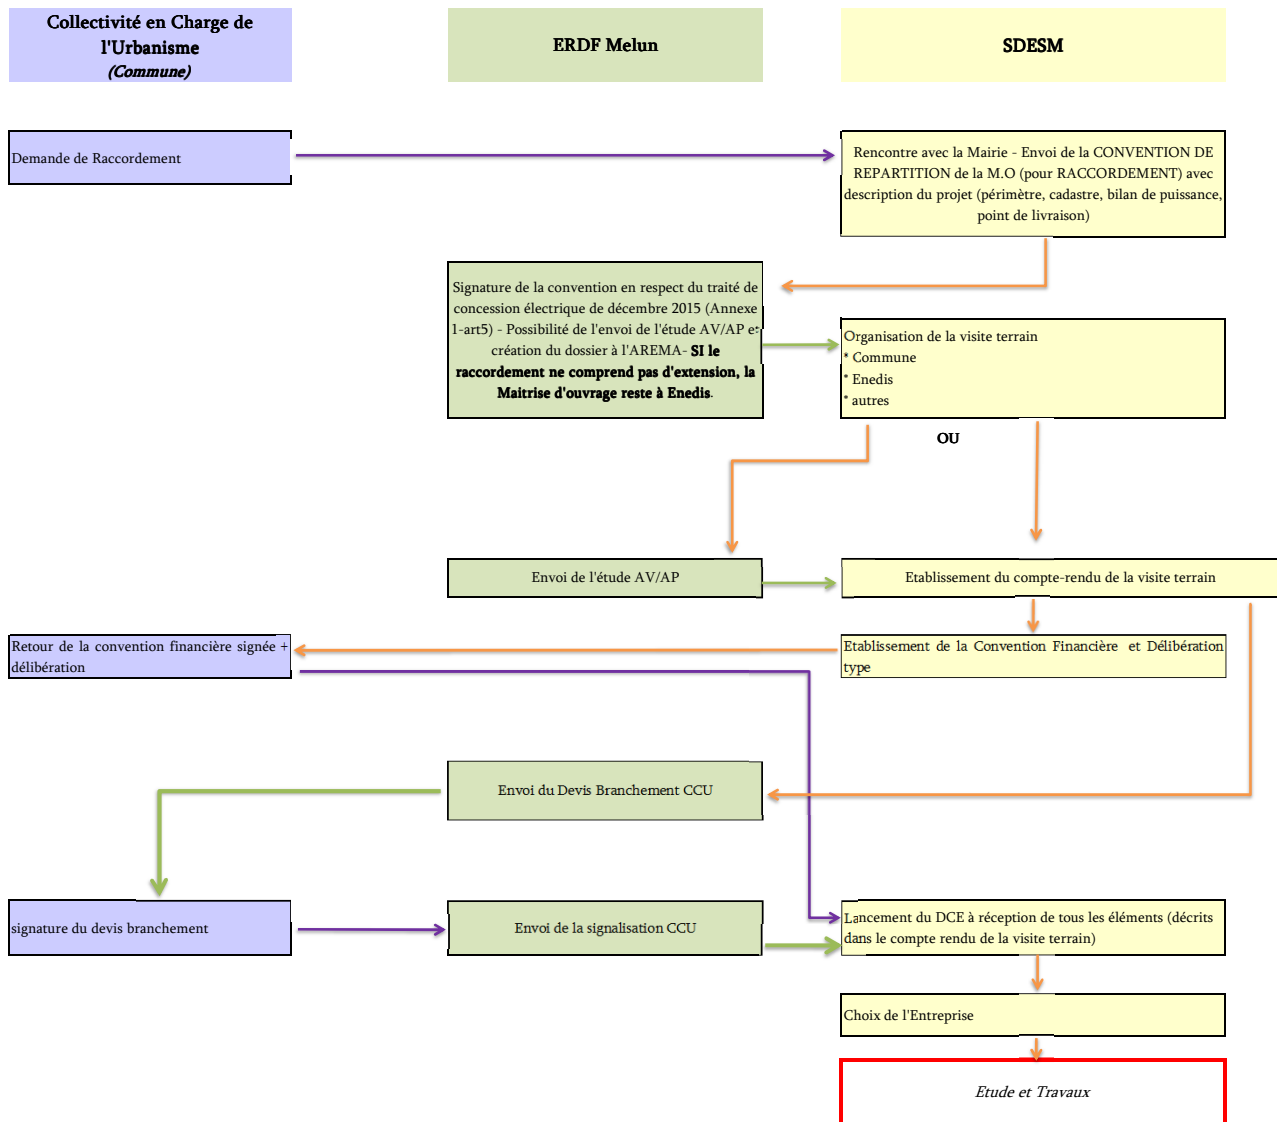 Collectivité en Charge de
l'Urbanisme
(Commune)
ERDF Melun
SDESM
Demande de Raccordement
Rencontre avec la Mairie - Envoi de la CONVENTION DE
REPARTITION de la M.O (pour RACCORDEMENT) avec
description du projet (périmètre, cadastre, bilan de puissance,
point de livraison)
Signature de la convention en respect du traité de
concession électrique de décembre 2015 (Annexe
1-art5) - Possibilité de l'envoi de l'étude AV/AP et
création du dossier à l'AREMA- SI le
raccordement ne comprend pas d'extension, la
Maitrise d'ouvrage reste à Enedis.
Organisation de la visite terrain
* Commune
* Enedis
* autres
OU
Envoi de l'étude AV/AP
Etablissement du compte-rendu de la visite terrain
Retour de la convention financière signée +
délibération
Etablissement de la Convention Financière et Délibération
type
Envoi du Devis Branchement CCU
signature du devis branchement
Envoi de la signalisation CCU
Lancement du DCE à réception de tous les éléments (décrits
dans le compte rendu de la visite terrain)
Choix de l'Entreprise
Etude et Travaux